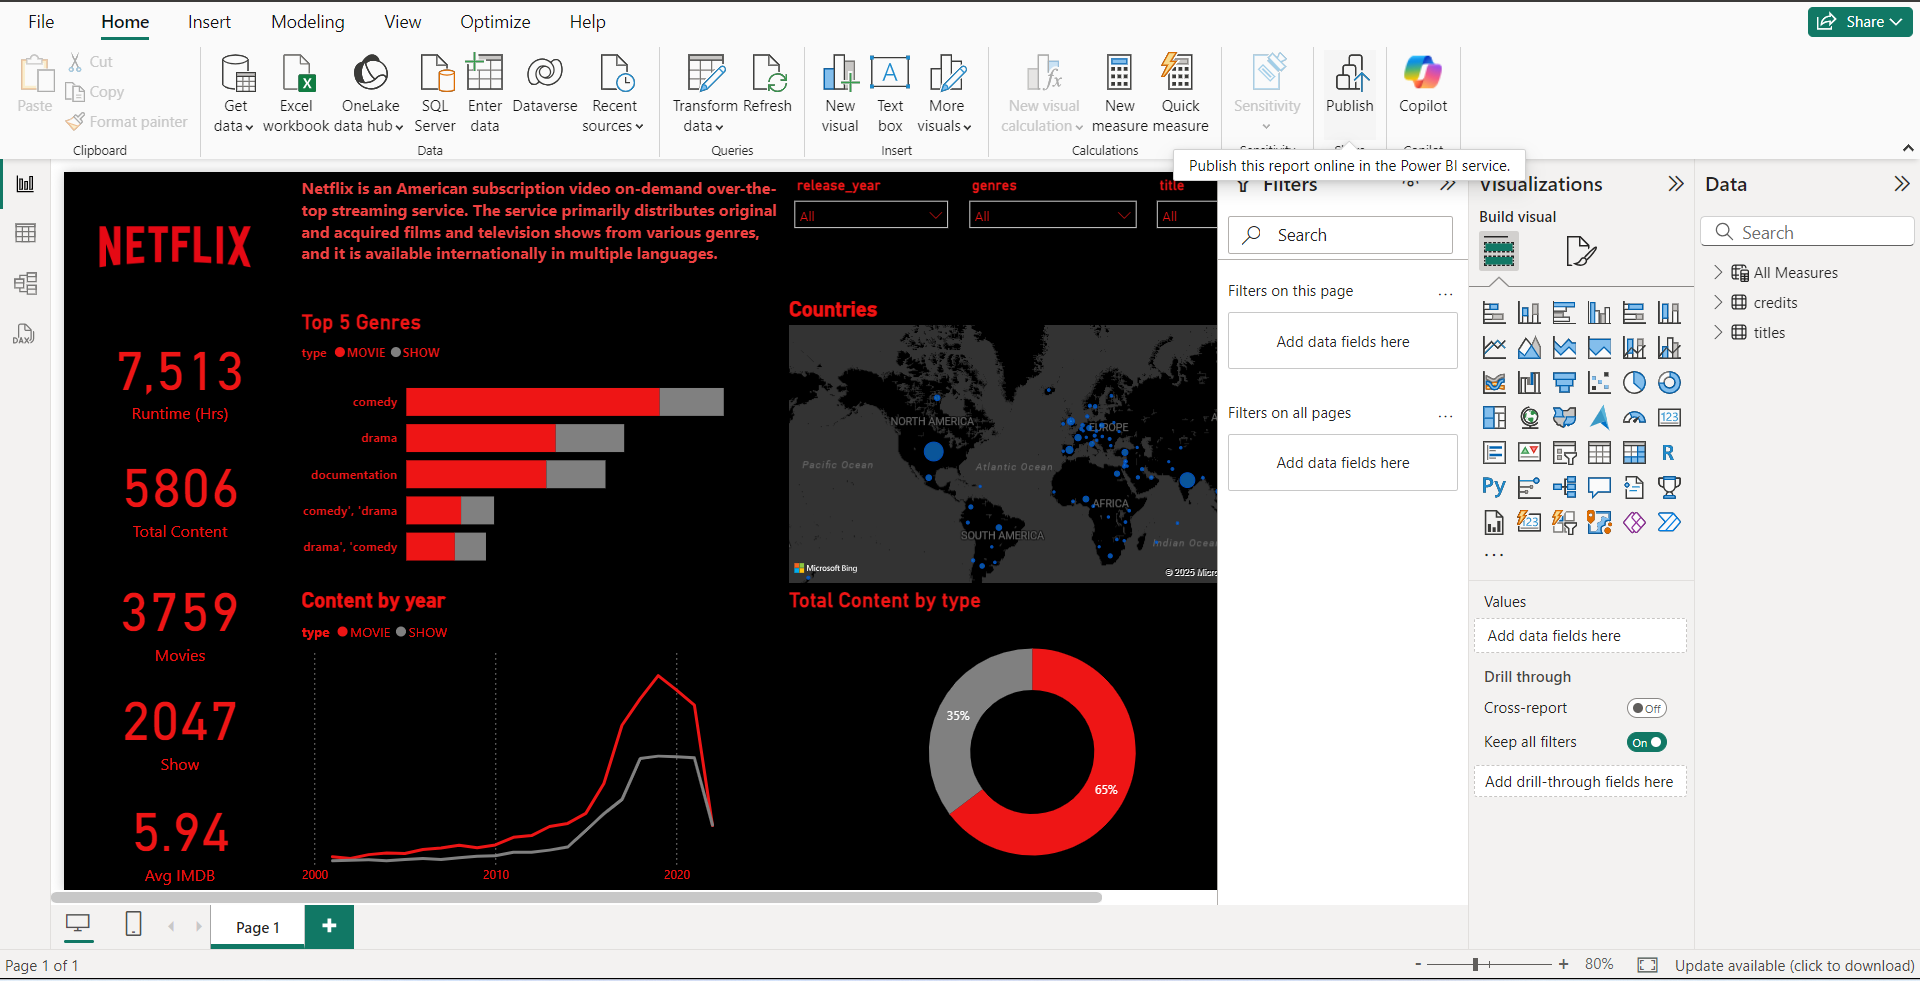 File
Home
Insert
Modeling
View
Optimize
Help
Share
Paste
Cut
Copy
Format painter
Clipboard
Get data
Excel workbook
OneLake data hub
SQL Server
Enter data
Dataverse
Recent sources
Data
Transform data
Refresh
Queries
New visual
Text box
More visuals
Insert
New visual calculation
New measure
Quick measure
Calculations
Sensitivity
Publish
Copilot
Publish this report online in the Power BI service.
NETFLIX
Netflix is an American subscription video on-demand over-the-
top streaming service. The service primarily distributes original
and acquired films and television shows from various genres,
and it is available internationally in multiple languages.
release_year
All
genres
All
title
All
7,513
Runtime (Hrs)
5806
Total Content
3759
Movies
2047
Show
5.94
Avg IMDB
Top 5 Genres
type MOVIE SHOW
comedy
drama
documentation
comedy', 'drama
drama', 'comedy
Countries
NORTH AMERICA
EUROPE
Pacific Ocean
Atlantic Ocean
AFRICA
SOUTH AMERICA
Indian Ocea
Microsoft Bing
© 2025 Micro
Content by year
type MOVIE SHOW
2000
2010
2020
Total Content by type
35%
65%
Filters
Search
Filters on this page
...
Add data fields here
Filters on all pages
...
Add data fields here
Visualizations
Build visual
123
R
Py
123
...
Values
Add data fields here
Drill through
Cross-report
Off
Keep all filters
On
Add drill-through fields here
Data
Search
All Measures
credits
titles
DAX
Page 1
+
Page 1 of 1
- + 80%
Update available (click to download)